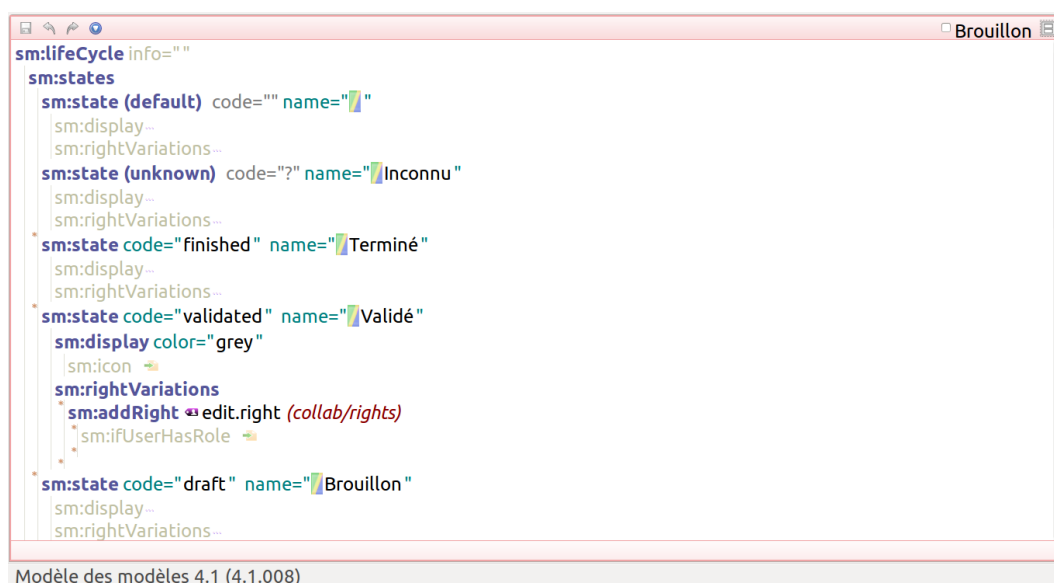 Brouillon
sm:lifeCycle info=""
sm:states
sm:state (default) code="" name=""
sm:display...
sm:rightVariations...
sm:state (unknown) code="?" name="Inconnu"
sm:display...
sm:rightVariations...
sm:state code="finished" name="Terminé"
sm:display...
sm:rightVariations...
sm:state code="validated" name="Validé"
sm:display color="grey"
sm:icon
sm:rightVariations
sm:addRight edit.right (collab/rights)
sm:ifUserHasRole
sm:state code="draft" name="Brouillon"
sm:display...
sm:rightVariations...
Modèle des modèles 4.1 (4.1.008)